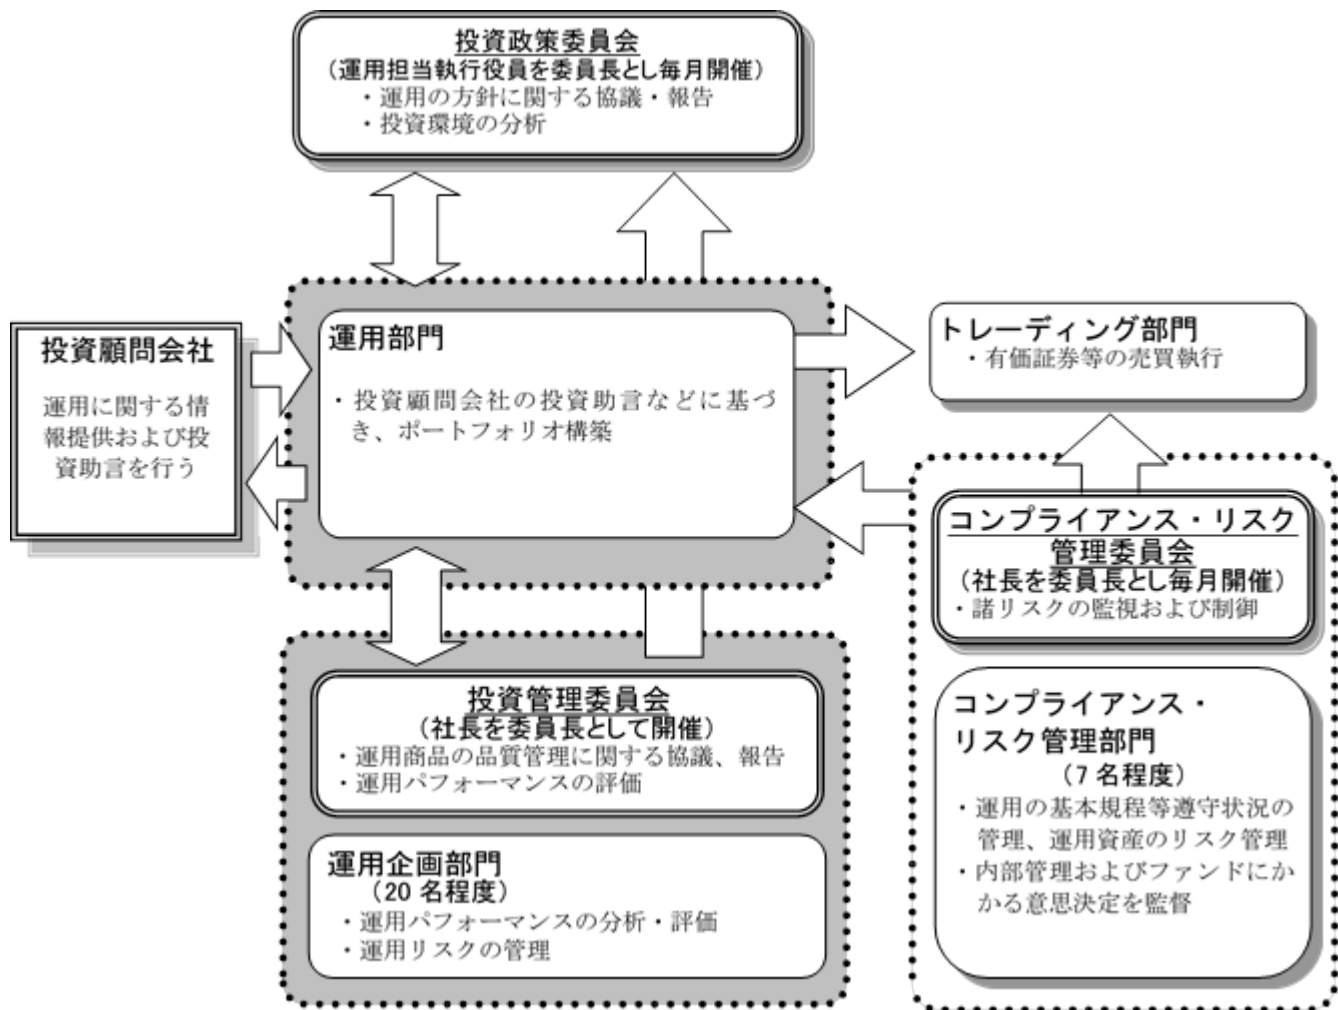 投資政策委員会
（運用担当執行役員を委員長とし毎月開催）
・運用の方針に関する協議・報告
・投資環境の分析
投資顧問会社
運用に関する情
報提供および投
資助言を行う
運用部門
・投資顧問会社の投資助言などに基づ
き、ポートフォリオ構築
トレーディング部門
・有価証券等の売買執行
コンプライアンス・リスク
管理委員会
（社長を委員長とし毎月開催）
・諸リスクの監視および制御
投資管理委員会
（社長を委員長として開催）
・運用商品の品質管理に関する協議、報告
・運用パフォーマンスの評価
運用企画部門
（20 名程度）
・運用パフォーマンスの分析・評価
・運用リスクの管理
コンプライアンス・
リスク管理部門
（7 名程度）
・運用の基本規程等遵守状況の
管理、運用資産のリスク管理
・内部管理およびファンドにか
かる意思決定を監督